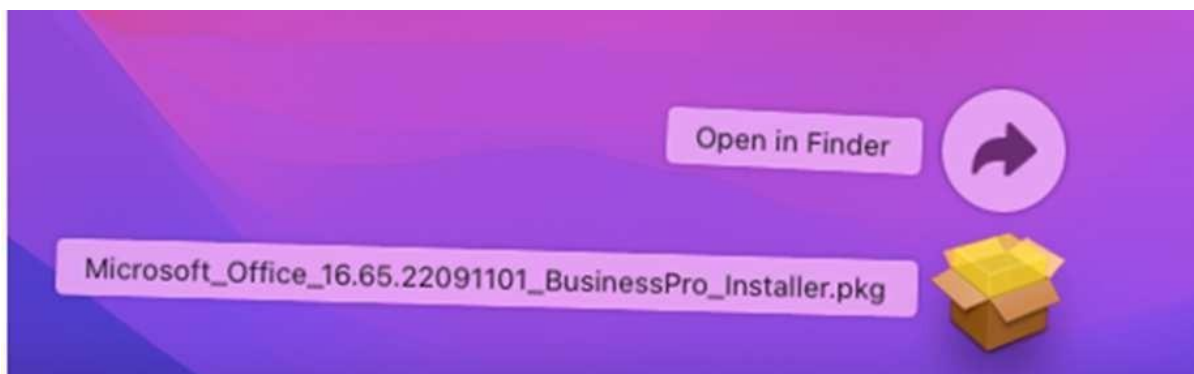 Open in Finder
Microsoft_Office_16.65.22091101_BusinessPro_Installer.pkg